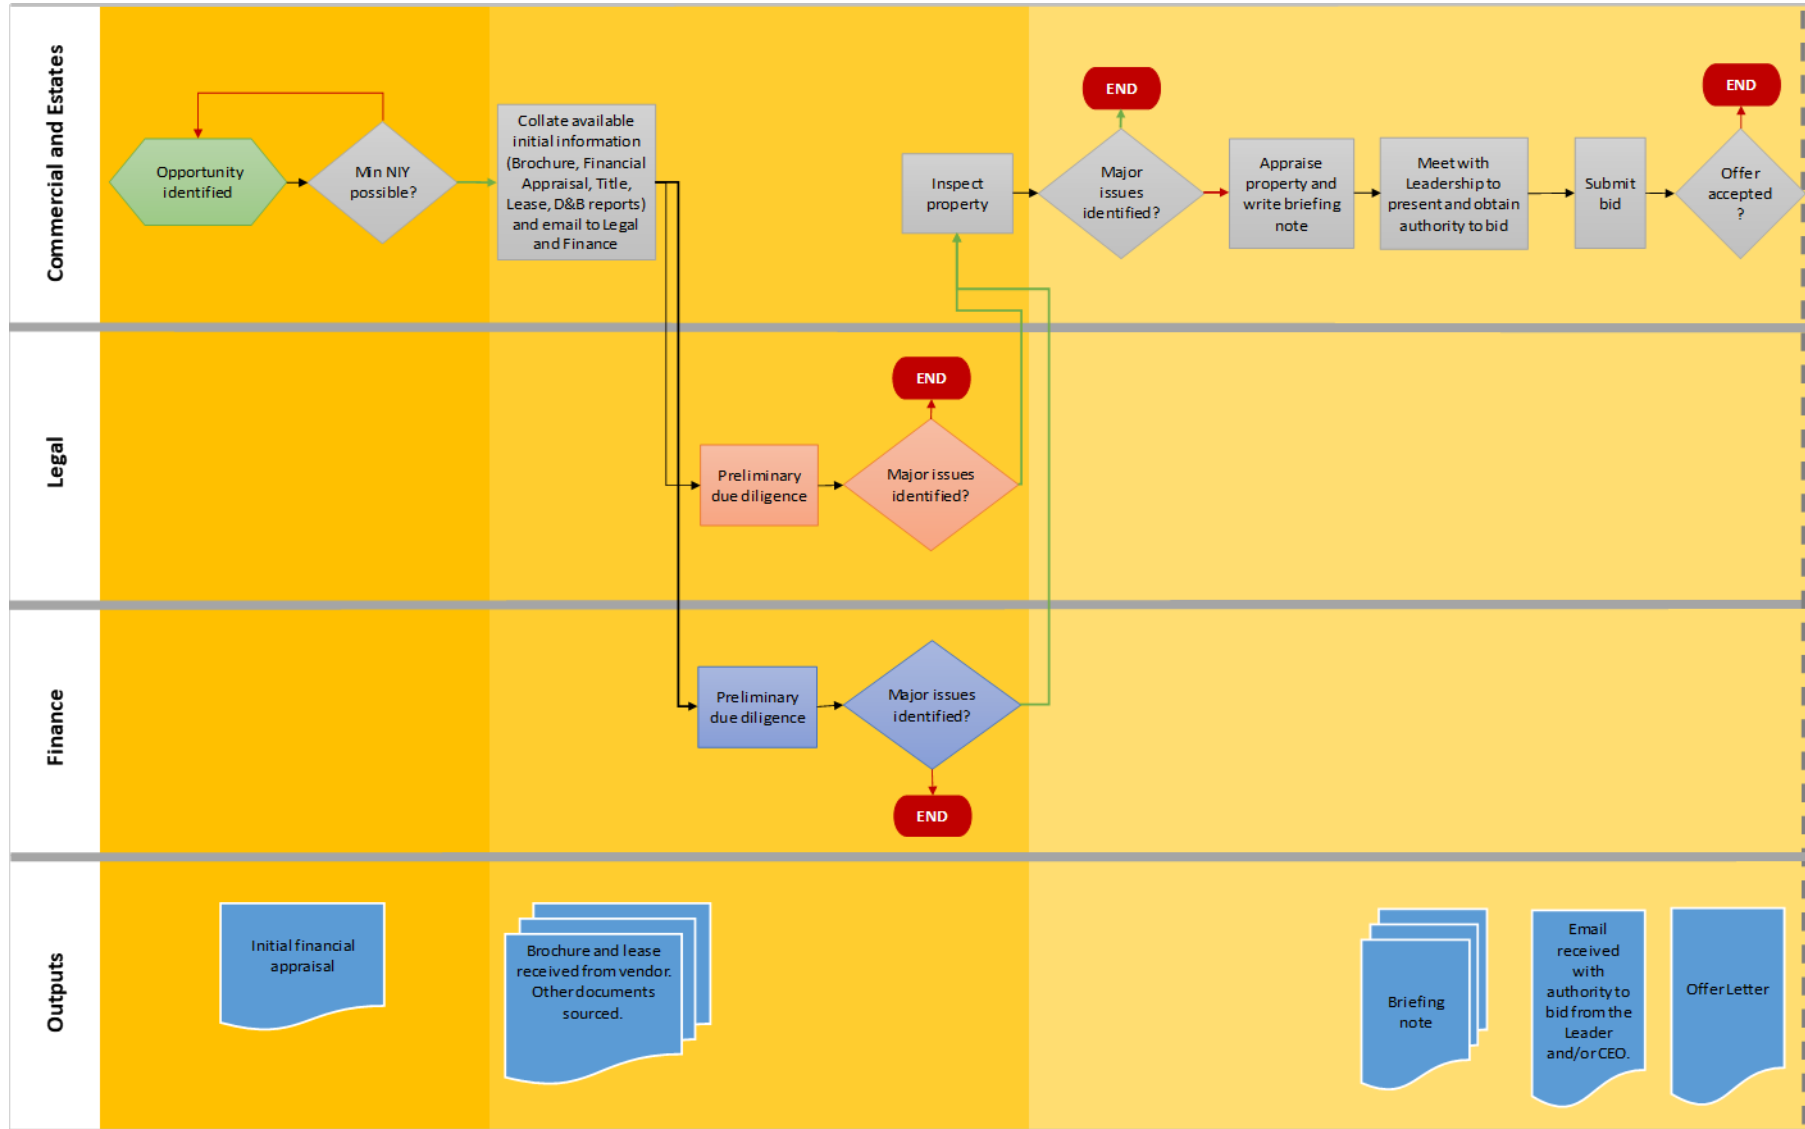 Commercial and Estates
Opportunity
identified
Min NIY
possible?
Collate available
initial information
(Brochure, Financial
Appraisal, Title,
Lease, D&B reports)
and email to Legal
and Finance
Inspect
property
END
Major
issues
identified?
Appraise
property and
write briefing
note
Meet with
Leadership to
present and obtain
authority to bid
Submit
bid
END
Offer
accepted
?
Legal
Preliminary
due diligence
END
Major issues
identified?
Finance
Preliminary
due diligence
Major issues
identified?
END
Outputs
Initial financial
appraisal
Brochure and lease
received from vendor.
Other documents
sourced.
Briefing
note
Email
received
with
authority to
bid from the
Leader
and/or CEO.
Offer Letter